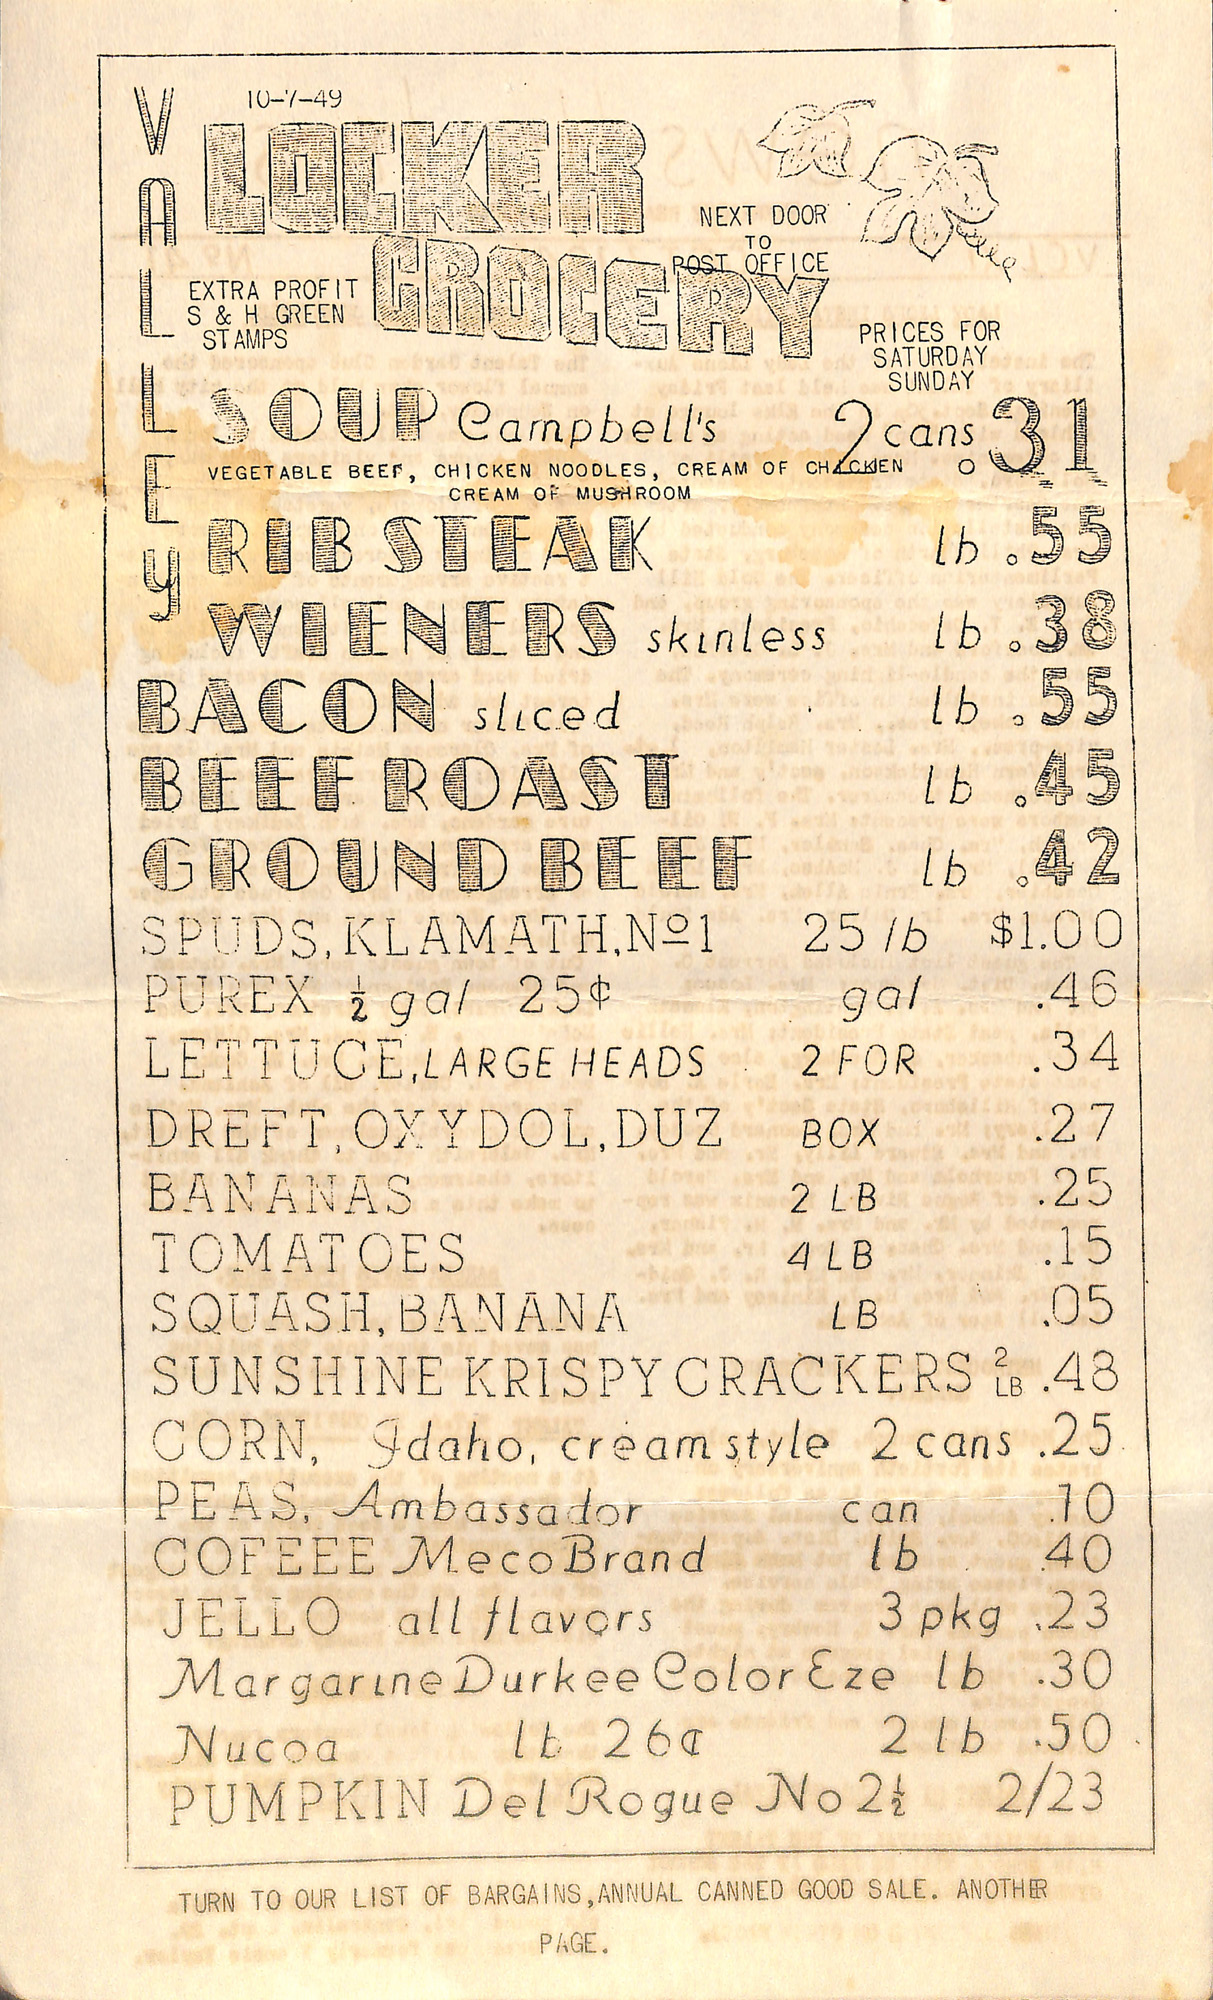 10-7-49
VALLEY
LOCKER
GROCERY
NEXT DOOR
TO
POST OFFICE
EXTRA PROFIT
S & H GREEN
STAMPS
PRICES FOR
SATURDAY
SUNDAY
SOUP Campbell's 2 cans .31
VEGETABLE BEEF, CHICKEN NOODLES, CREAM OF CHICKEN
CREAM OF MUSHROOM
RIB STEAK lb .55
WIENERS skinless lb .38
BACON sliced lb .55
BEEF ROAST lb .45
GROUND BEEF lb .42
SPUDS, KLAMATH, Nº1 25 lb $1.00
PUREX ½ gal 25¢ gal .46
LETTUCE, LARGE HEADS 2 FOR .34
DREFT, OXYDOL, DUZ BOX .27
BANANAS 2 LB .25
TOMATOES 4 LB .15
SQUASH, BANANA LB .05
SUNSHINE KRISPY CRACKERS 2 LB .48
CORN, Idaho, cream style 2 cans .25
PEAS, Ambassador can .10
COFEEE Meco Brand lb .40
JELLO all flavors 3 pkg .23
Margarine Durkee Color Eze lb .30
Nucoa lb 26¢ 2 lb .50
PUMPKIN Del Rogue No 2½ 2/23
TURN TO OUR LIST OF BARGAINS, ANNUAL CANNED GOOD SALE. ANOTHER
PAGE.